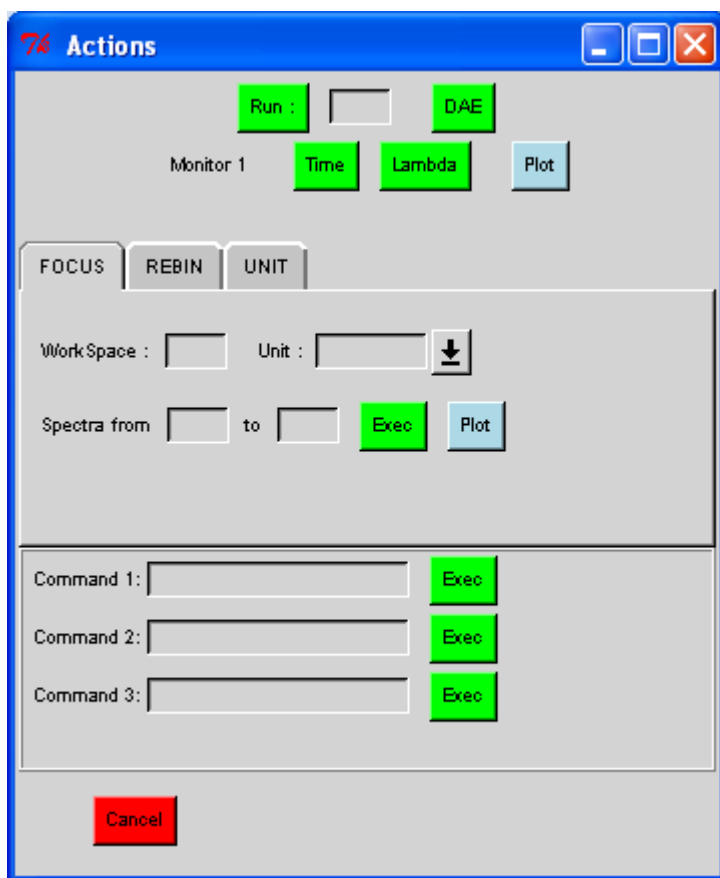 Actions
Run : DAE
Monitor 1 Time Lambda Plot
FOCUS REBIN UNIT
WorkSpace : Unit :
Spectra from to Exec Plot
Command 1: Exec
Command 2: Exec
Command 3: Exec
Cancel